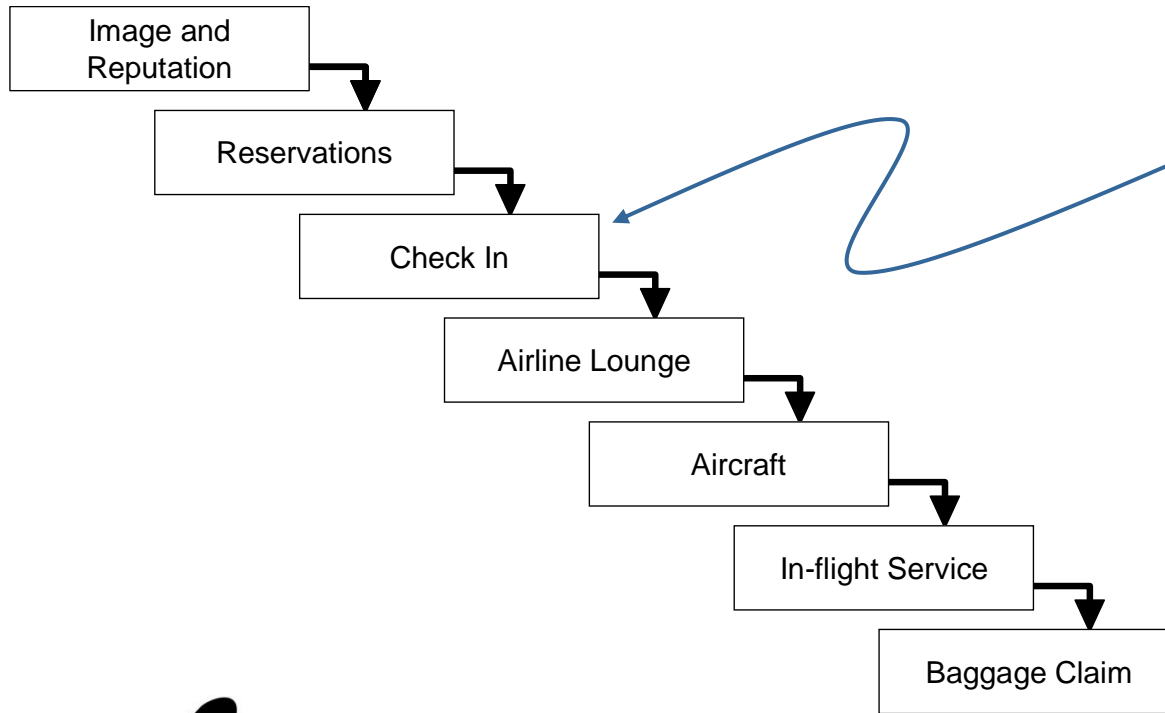 Image and
Reputation
Reservations
Check In
Airline Lounge
Aircraft
In-flight Service
Baggage Claim